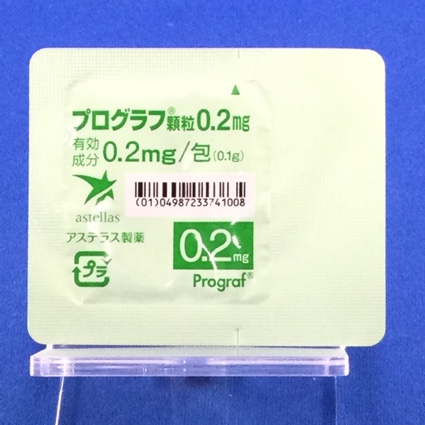 プログラフ®顆粒0.2mg
有効成分 0.2mg/包(0.1g)
(01)04987233741008
astellas
アステラス製薬
0.2mg
プラ
Prograf®